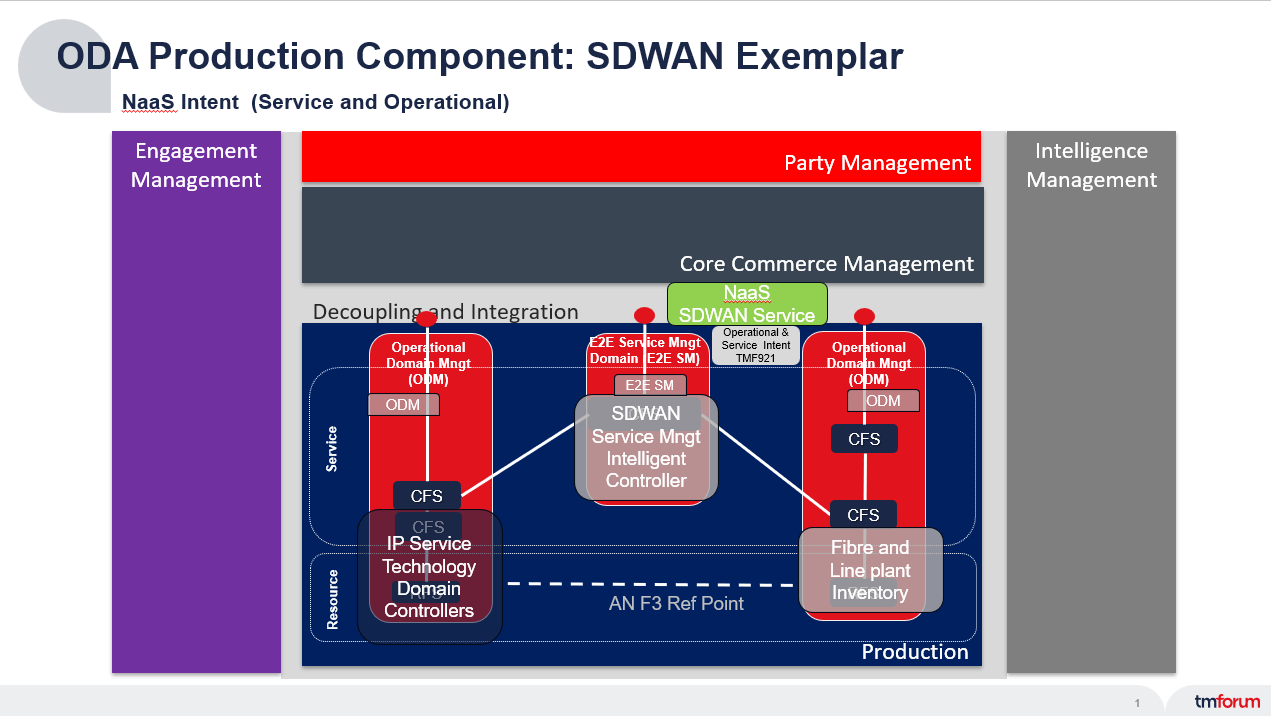 ODA Production Component: SDWAN Exemplar
NaaS Intent (Service and Operational)
Engagement
Management
Party Management
Intelligence
Management
Core Commerce Management
NaaS
SDWAN Service
Decoupling and Integration
Operational &
Service Intent
TMF921
Operational
Domain Mngt
(ODM)
E2E Service Mngt
Domain (E2E SM)
Operational
Domain Mngt
(ODM)
ODM
E2E SM
ODM
SDWAN
Service Mngt
Intelligent
Controller
CFS
Service
CFS
CFS
CFS
IP Service
Technology
Domain
Controllers
Fibre and
Line plant
Inventory
Resource
AN F3 Ref Point
Production
1
tmforum